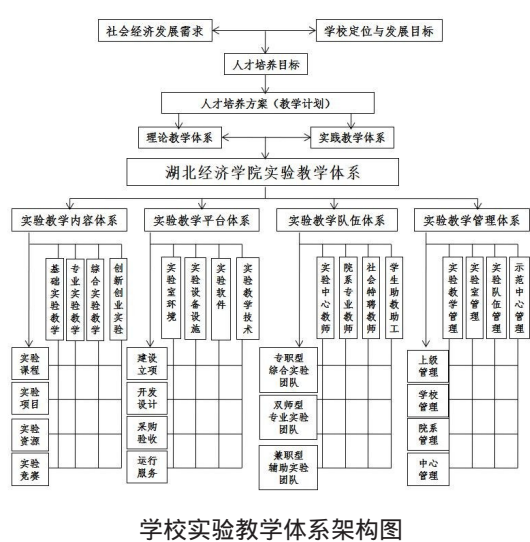 社会经济发展需求
学校定位与发展目标
人才培养目标
人才培养方案（教学计划）
理论教学体系
实践教学体系
湖北经济学院实验教学体系
实验教学内容体系
实验教学平台体系
实验教学队伍体系
实验教学管理体系
基础实验教学
专业实验教学
综合实验教学
创新创业实验
实验室环境
实验设备设施
实验软件
实验教学技术
实验中心教师
院系专业教师
社会特聘教师
学生助教助工
实验教学管理
实验室管理
实验队伍管理
示范中心管理
实验
课程
实验
项目
实验
资源
实验
竞赛
建设
立项
开发
设计
采购
验收
运行
服务
专职型
综合实验
团队
双师型
专业实验
团队
兼职型
辅助实验
团队
上级
管理
学校
管理
院系
管理
中心
管理
学校实验教学体系架构图